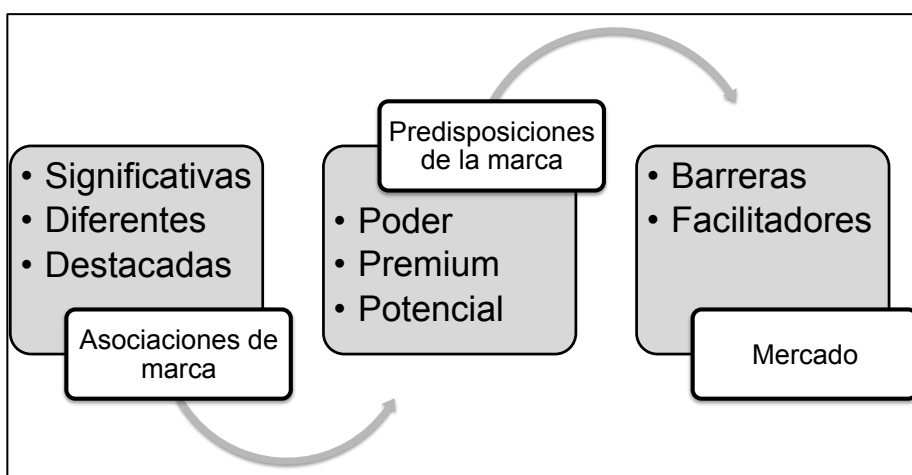 • Significativas
• Diferentes
• Destacadas
Asociaciones de
marca
Predisposiciones
de la marca
• Poder
• Premium
• Potencial
• Barreras
• Facilitadores
Mercado